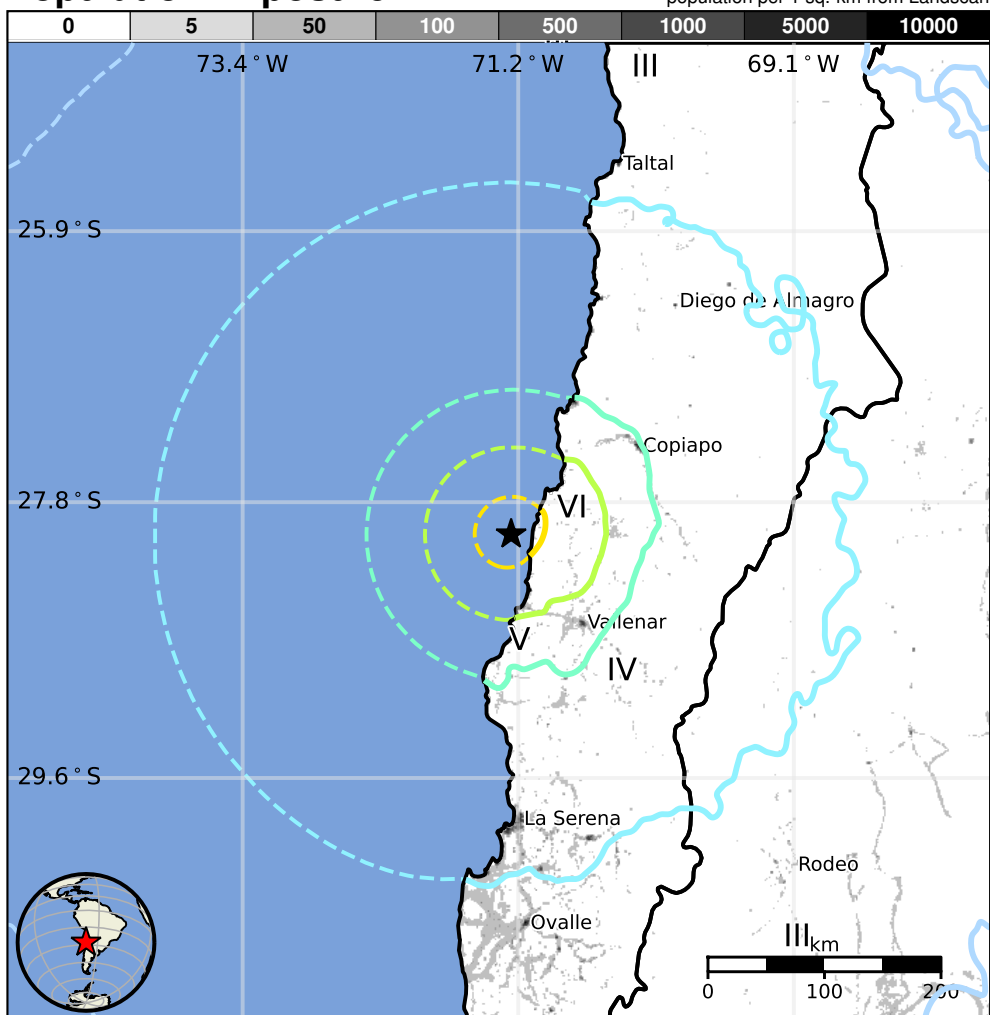 population per 1 sq. km from Landscan
0 5 50 100 500 1000 5000 10000
73.4°W 71.2°W III 69.1°W
Taltal
25.9°S
Diego de Almagro
Copiapo
27.8°S
VI
Vallenar
V
IV
29.6°S
La Serena
Rodeo
Ovalle
III
km
0 100 200